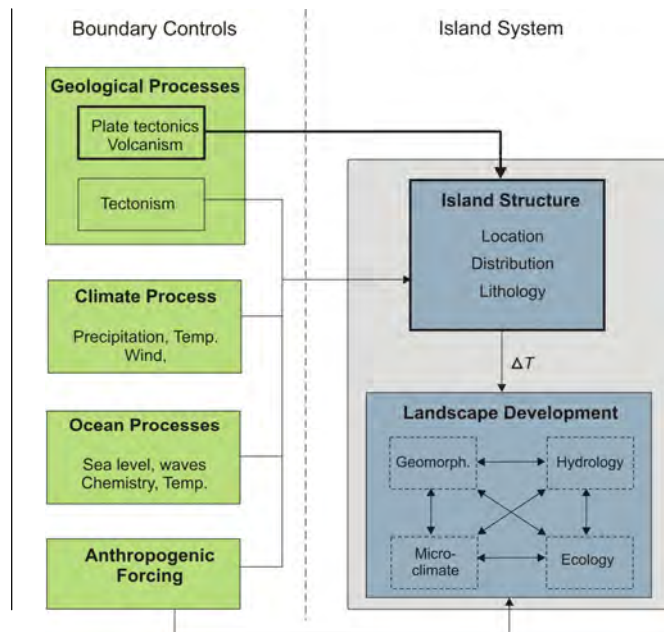 Boundary Controls
Island System
Geological Processes
Plate tectonics
Volcanism
Tectonism
Climate Process
Precipitation, Temp.
Wind,
Ocean Processes
Sea level, waves
Chemistry, Temp.
Anthropogenic
Forcing
Island Structure
Location
Distribution
Lithology
ΔT
Landscape Development
Geomorph.
Hydrology
Micro-
climate
Ecology